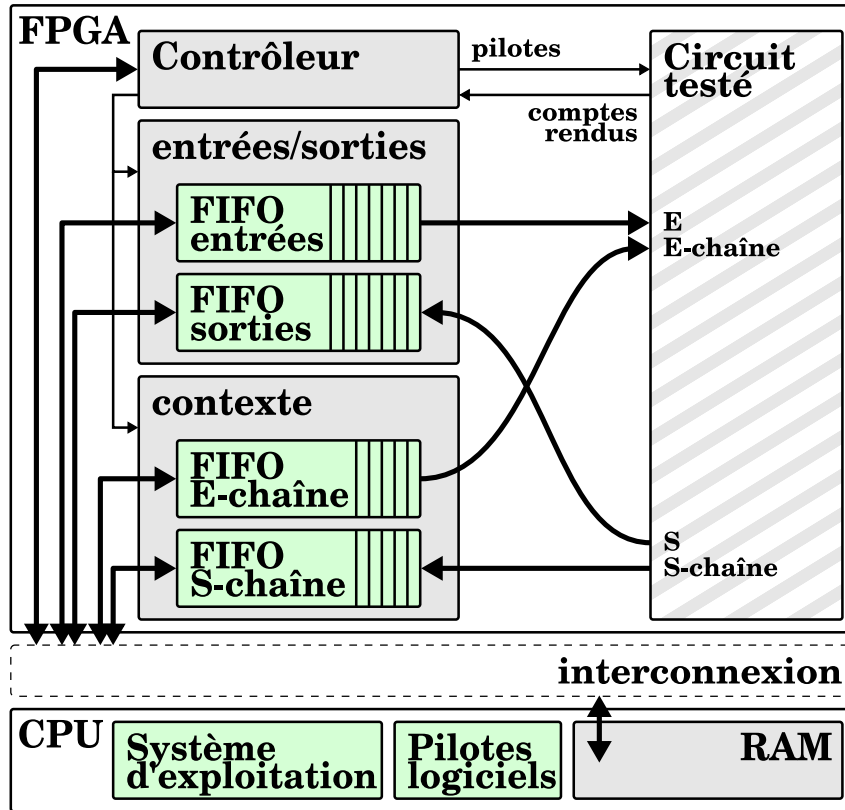 FPGA
Contrôleur
pilotes
comptes
rendus
Circuit
testé
entrées/sorties
FIFO
entrées
FIFO
sorties
E
E-chaîne
contexte
FIFO
E-chaîne
FIFO
S-chaîne
S
S-chaîne
interconnexion
CPU
Système
d'exploitation
Pilotes
logiciels
RAM